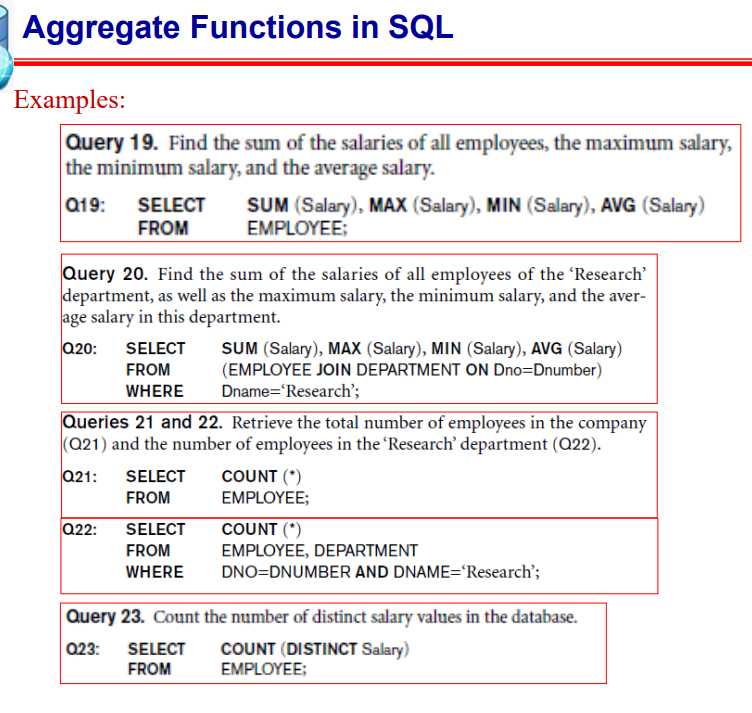 Aggregate Functions in SQL
Examples:
Query 19. Find the sum of the salaries of all employees, the maximum salary,
the minimum salary, and the average salary.
Q19: SELECT SUM (Salary), MAX (Salary), MIN (Salary), AVG (Salary)
FROM EMPLOYEE;
Query 20. Find the sum of the salaries of all employees of the ‘Research’
department, as well as the maximum salary, the minimum salary, and the aver-
age salary in this department.
Q20: SELECT SUM (Salary), MAX (Salary), MIN (Salary), AVG (Salary)
FROM (EMPLOYEE JOIN DEPARTMENT ON Dno=Dnumber)
WHERE Dname=‘Research’;
Queries 21 and 22. Retrieve the total number of employees in the company
(Q21) and the number of employees in the ‘Research’ department (Q22).
Q21: SELECT COUNT (*)
FROM EMPLOYEE;
Q22: SELECT COUNT (*)
FROM EMPLOYEE, DEPARTMENT
WHERE DNO=DNUMBER AND DNAME=‘Research’;
Query 23. Count the number of distinct salary values in the database.
Q23: SELECT COUNT (DISTINCT Salary)
FROM EMPLOYEE;